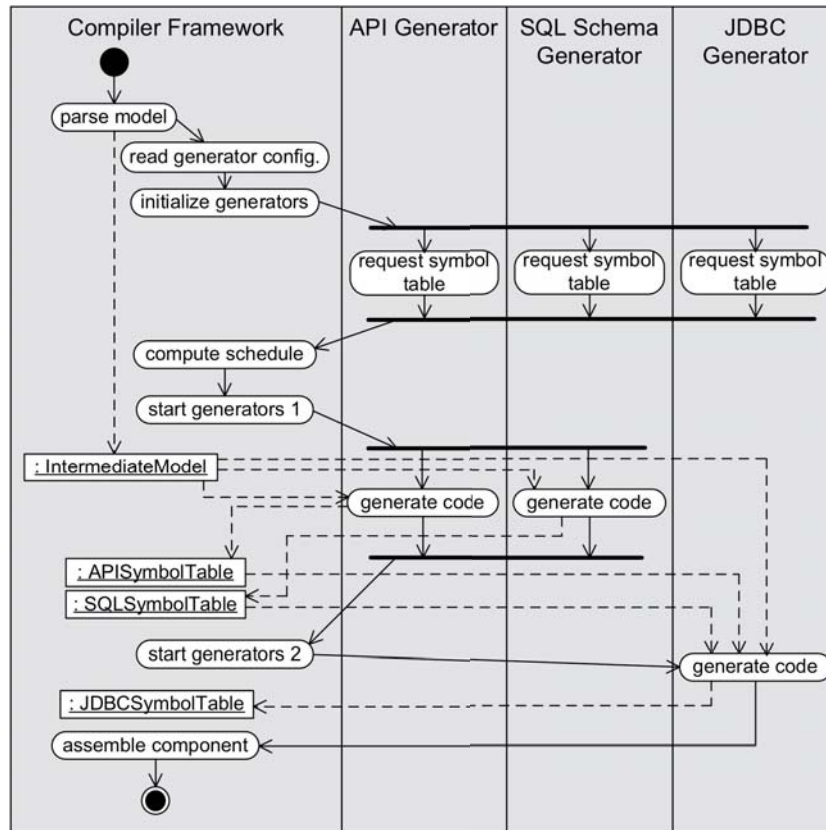 Compiler Framework
API Generator
SQL Schema
Generator
JDBC
Generator
parse model
read generator config.
initialize generators
request symbol
table
request symbol
table
request symbol
table
compute schedule
start generators 1
: IntermediateModel
generate code
generate code
: APISymbolTable
: SQLSymbolTable
start generators 2
generate code
: JDBCSymbolTable
assemble component